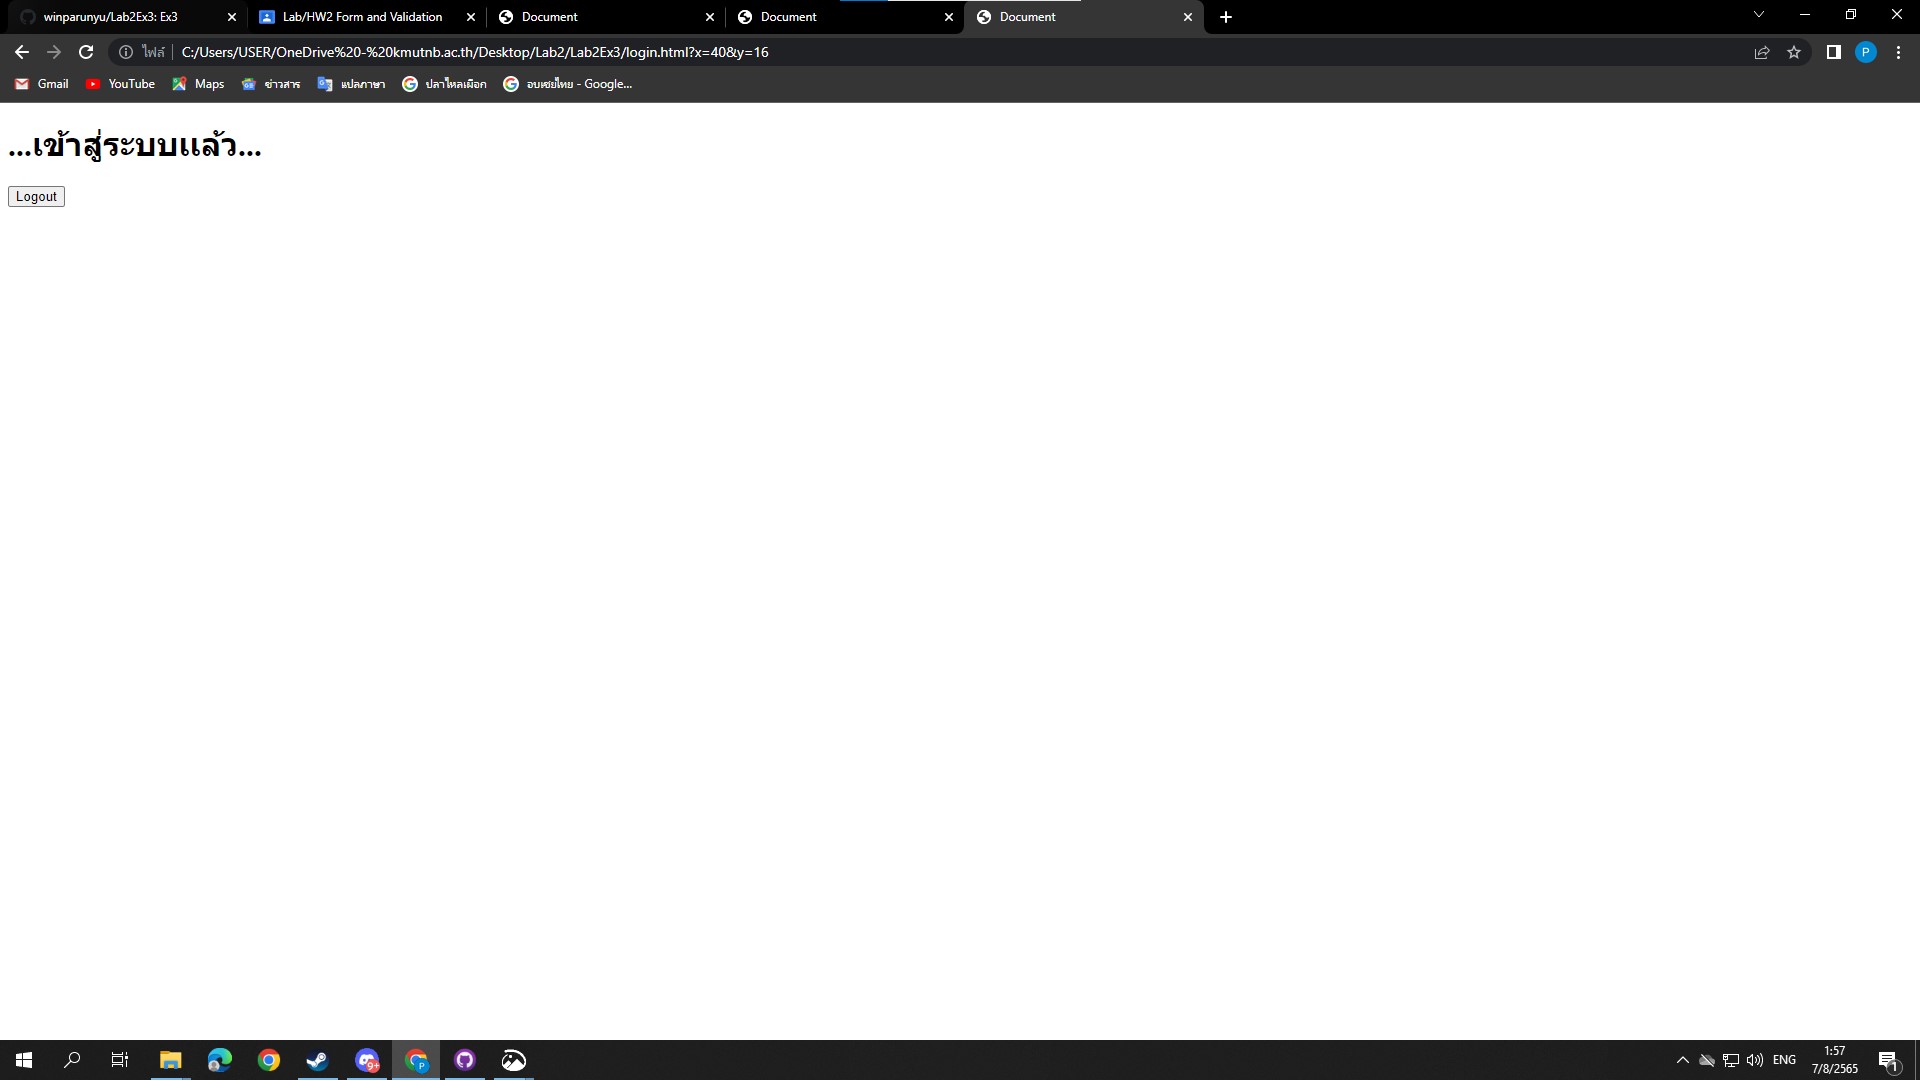 winparunyu/Lab2Ex3: Ex3
Lab/HW2 Form and Validation
Document
Document
Document
ไฟล์
C:/Users/USER/OneDrive%20-%20kmutnb.ac.th/Desktop/Lab2/Lab2Ex3/login.html?x=40&y=16
P
Gmail
YouTube
Maps
ข่าวสาร
แปลภาษา
ปลาไหลเผือก
อบเชยไทย - Google...
...เข้าสู่ระบบแล้ว...
Logout
9+
P
ENG
1:57
7/8/2565
1